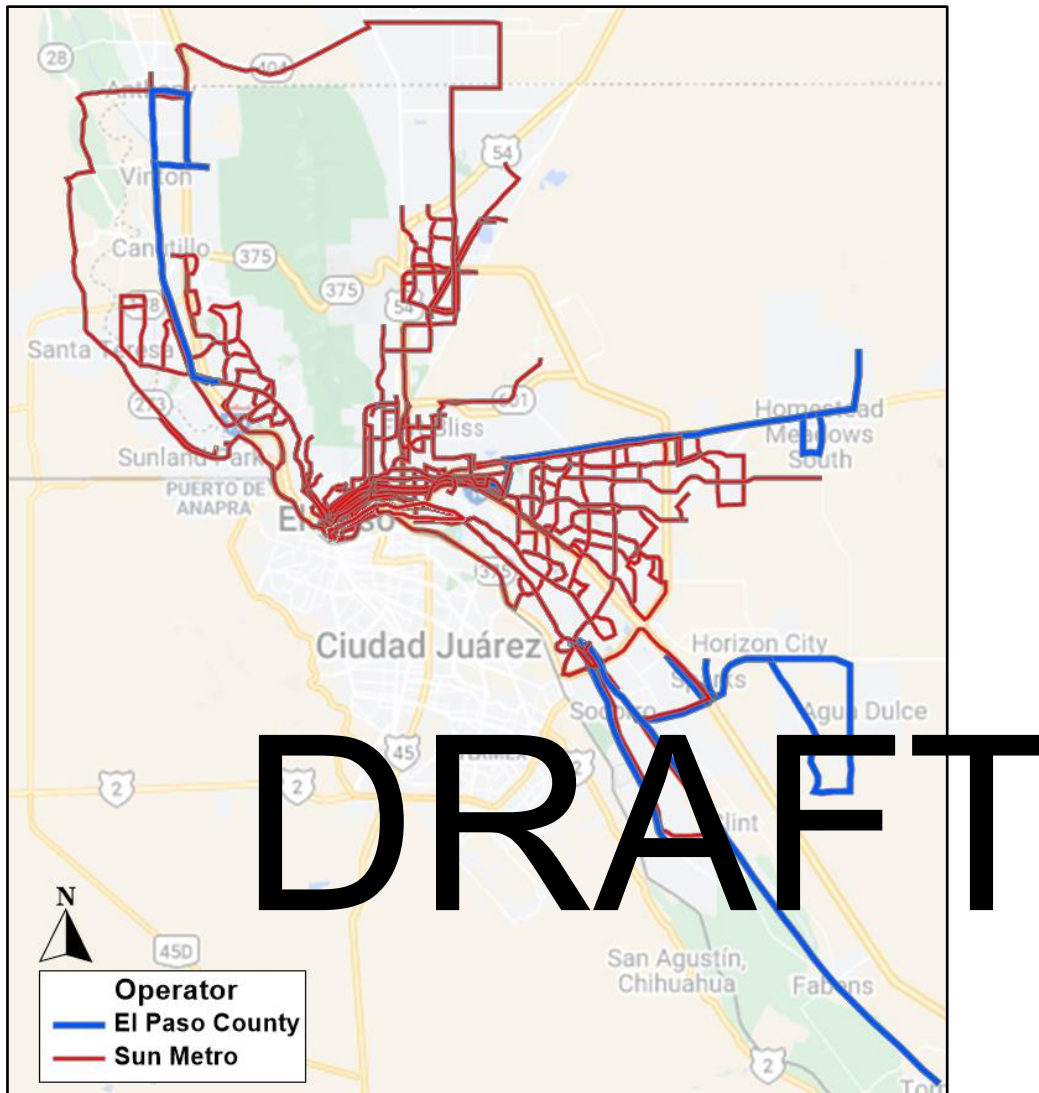 28
404
Anthony
54
Vinton
Canutillo
375
375
54
Santa Teresa
273
601
Bliss
Homestead
Meadows
South
Sunland Park
PUERTO DE
ANAPRA
El Paso
375
Ciudad Juárez
Horizon City
Sparks
Socorro
Agua Dulce
DRAFT
45
2
2
2
Clint
N
45D
San Agustín,
Chihuahua
Fabens
Operator
El Paso County
Sun Metro
2